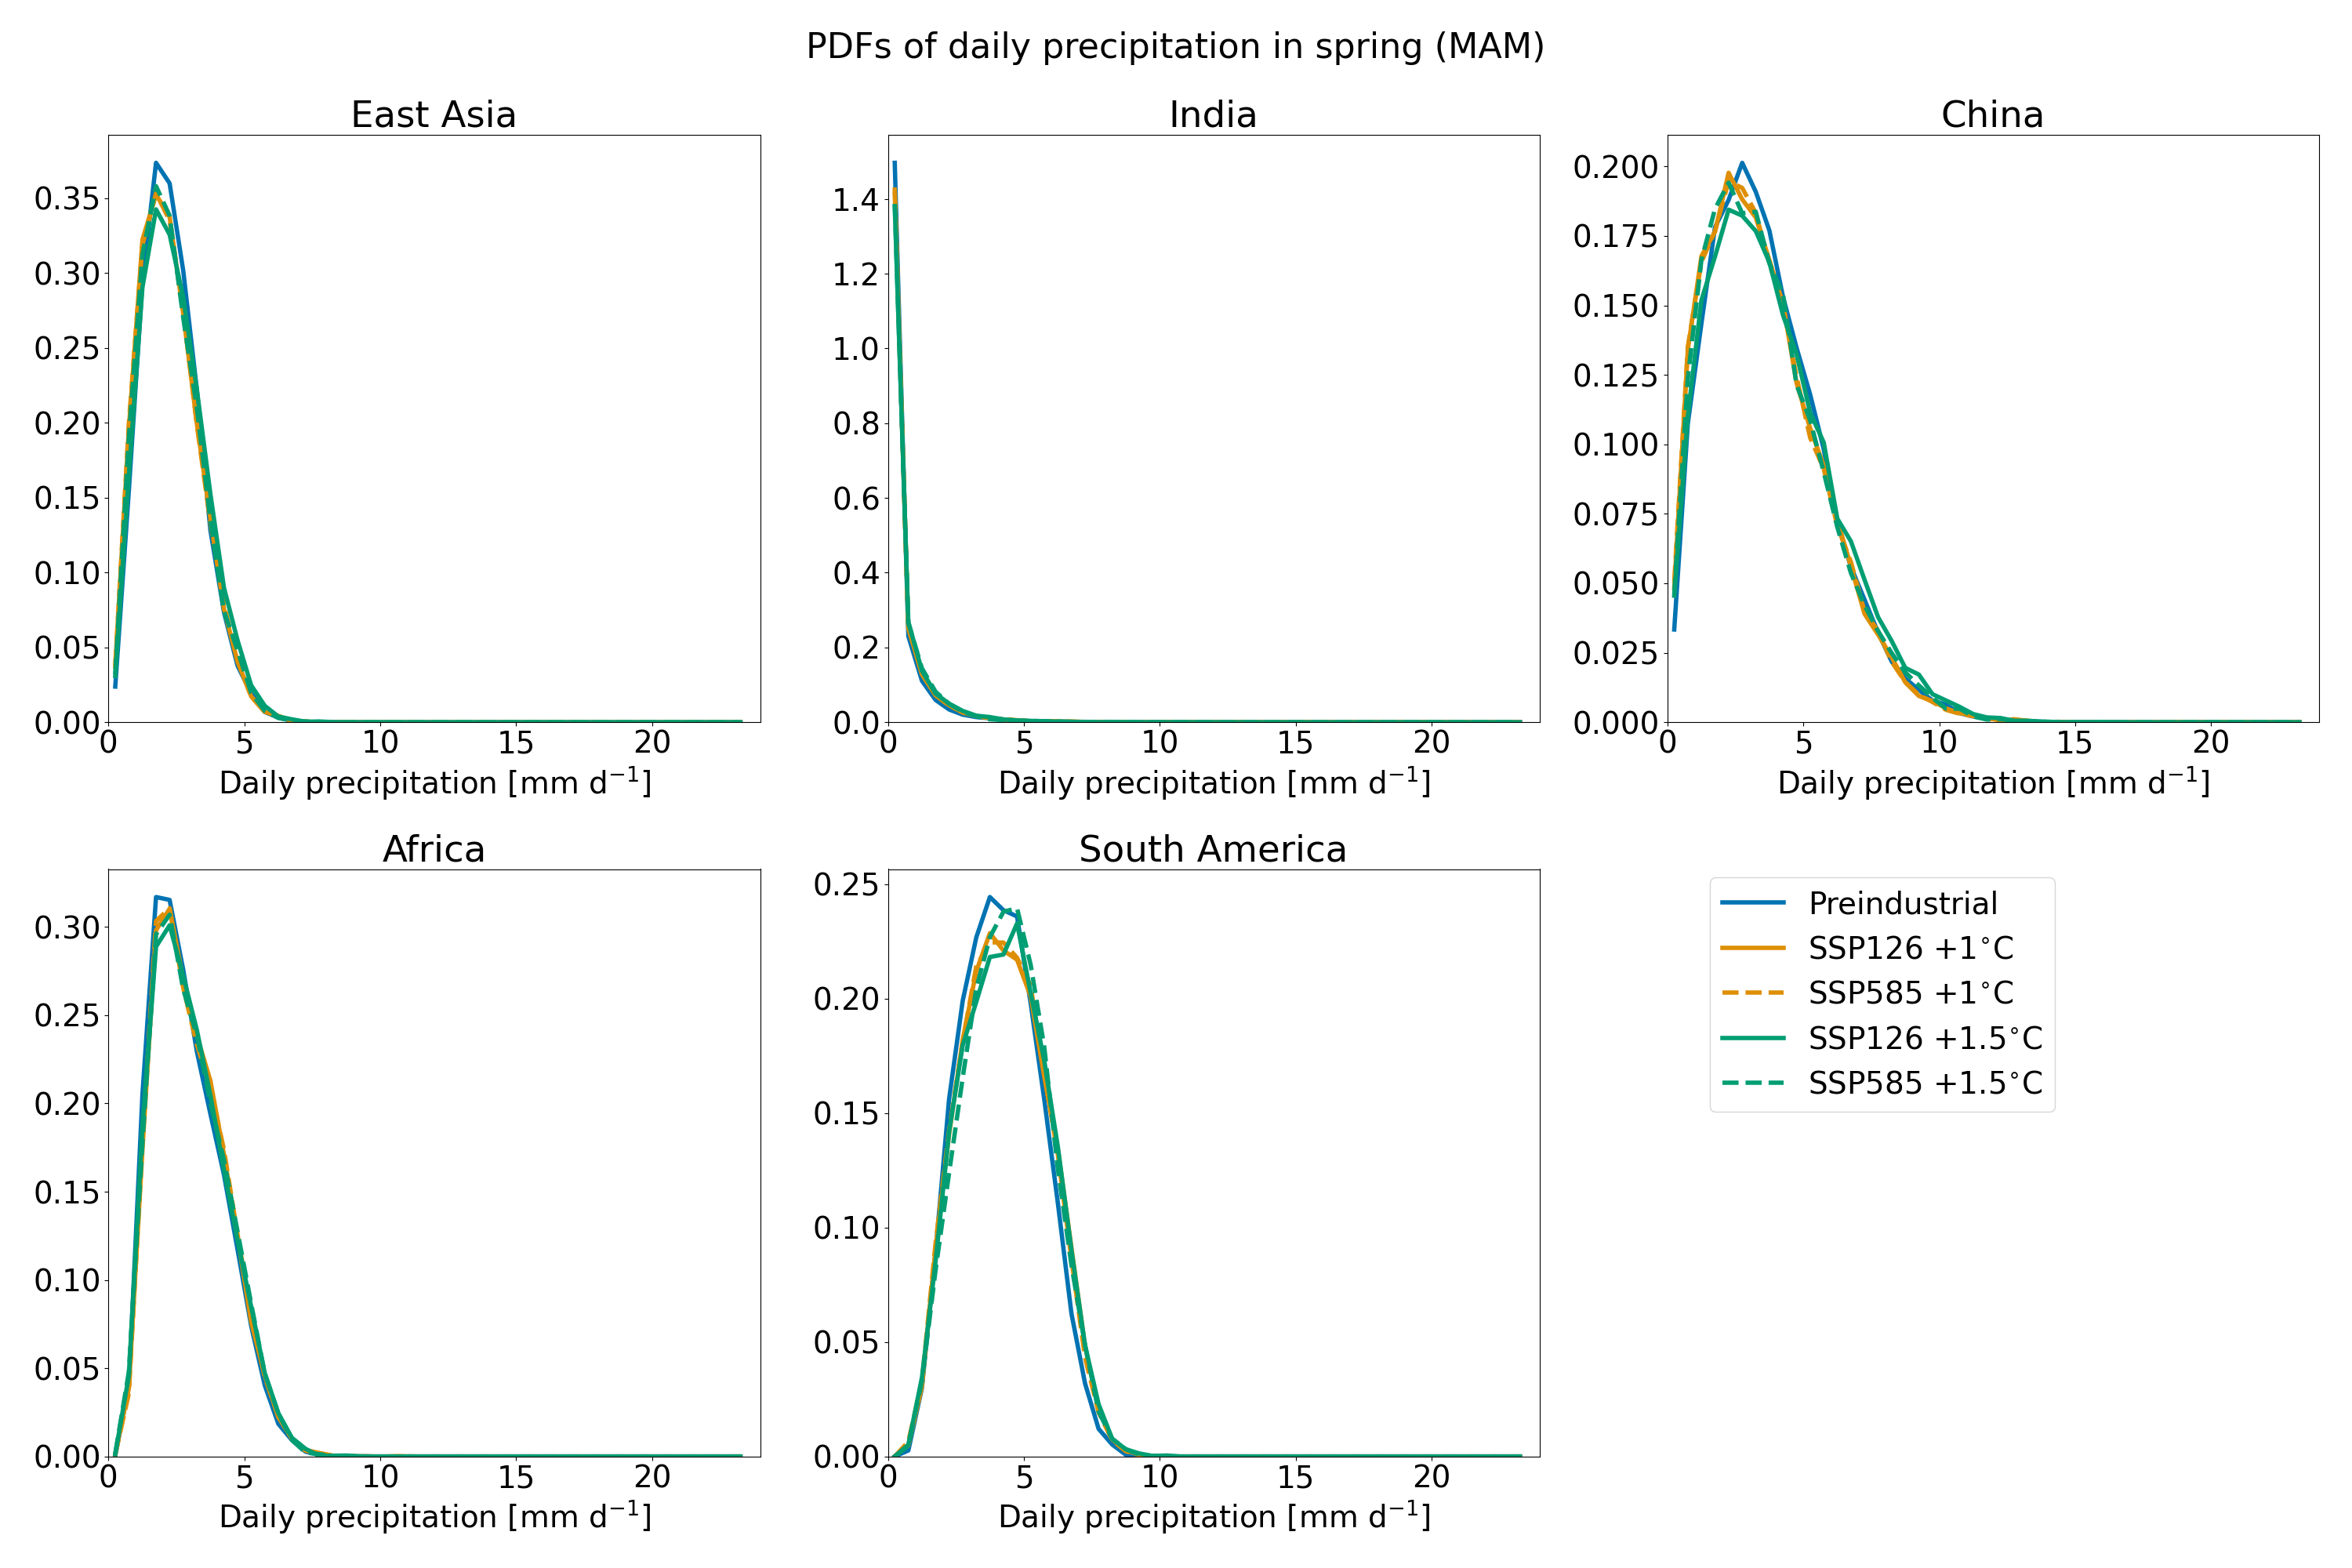 PDFs of daily precipitation in spring (MAM)
East Asia
0.35
0.30
0.25
0.20
0.15
0.10
0.05
0.00
0 5 10 15 20
Daily precipitation [mm d⁻¹]
India
1.4
1.2
1.0
0.8
0.6
0.4
0.2
0.0
0 5 10 15 20
Daily precipitation [mm d⁻¹]
China
0.200
0.175
0.150
0.125
0.100
0.075
0.050
0.025
0.000
0 5 10 15 20
Daily precipitation [mm d⁻¹]
Africa
0.30
0.25
0.20
0.15
0.10
0.05
0.00
0 5 10 15 20
Daily precipitation [mm d⁻¹]
South America
0.25
0.20
0.15
0.10
0.05
0.00
0 5 10 15 20
Daily precipitation [mm d⁻¹]
Preindustrial
SSP126 +1°C
SSP585 +1°C
SSP126 +1.5°C
SSP585 +1.5°C